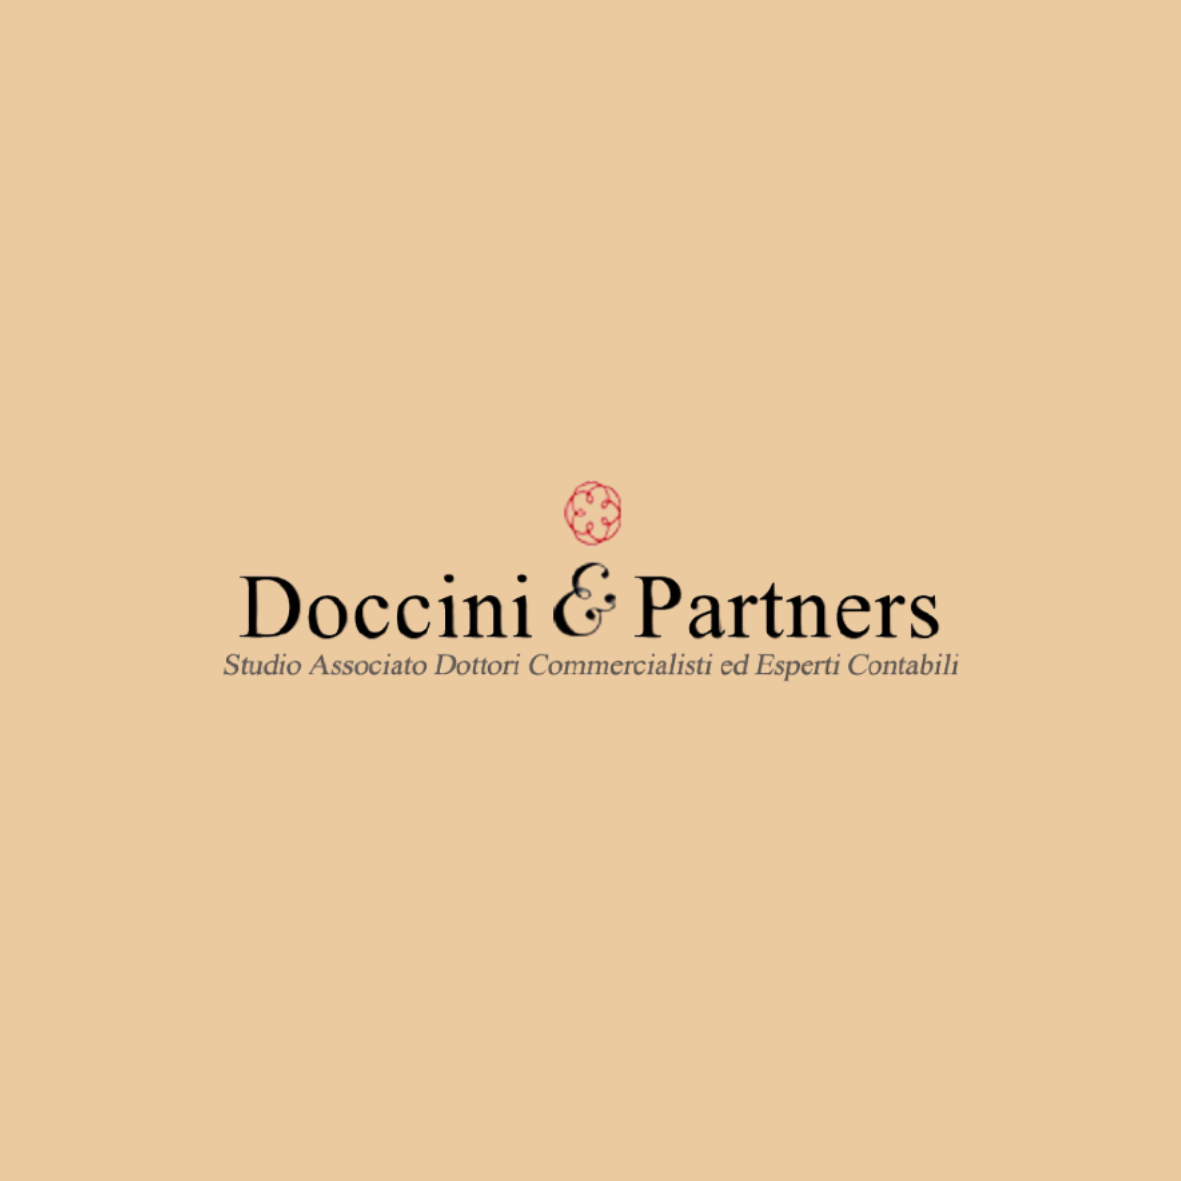 Doccini & Partners
Studio Associato Dottori Commercialisti ed Esperti Contabili